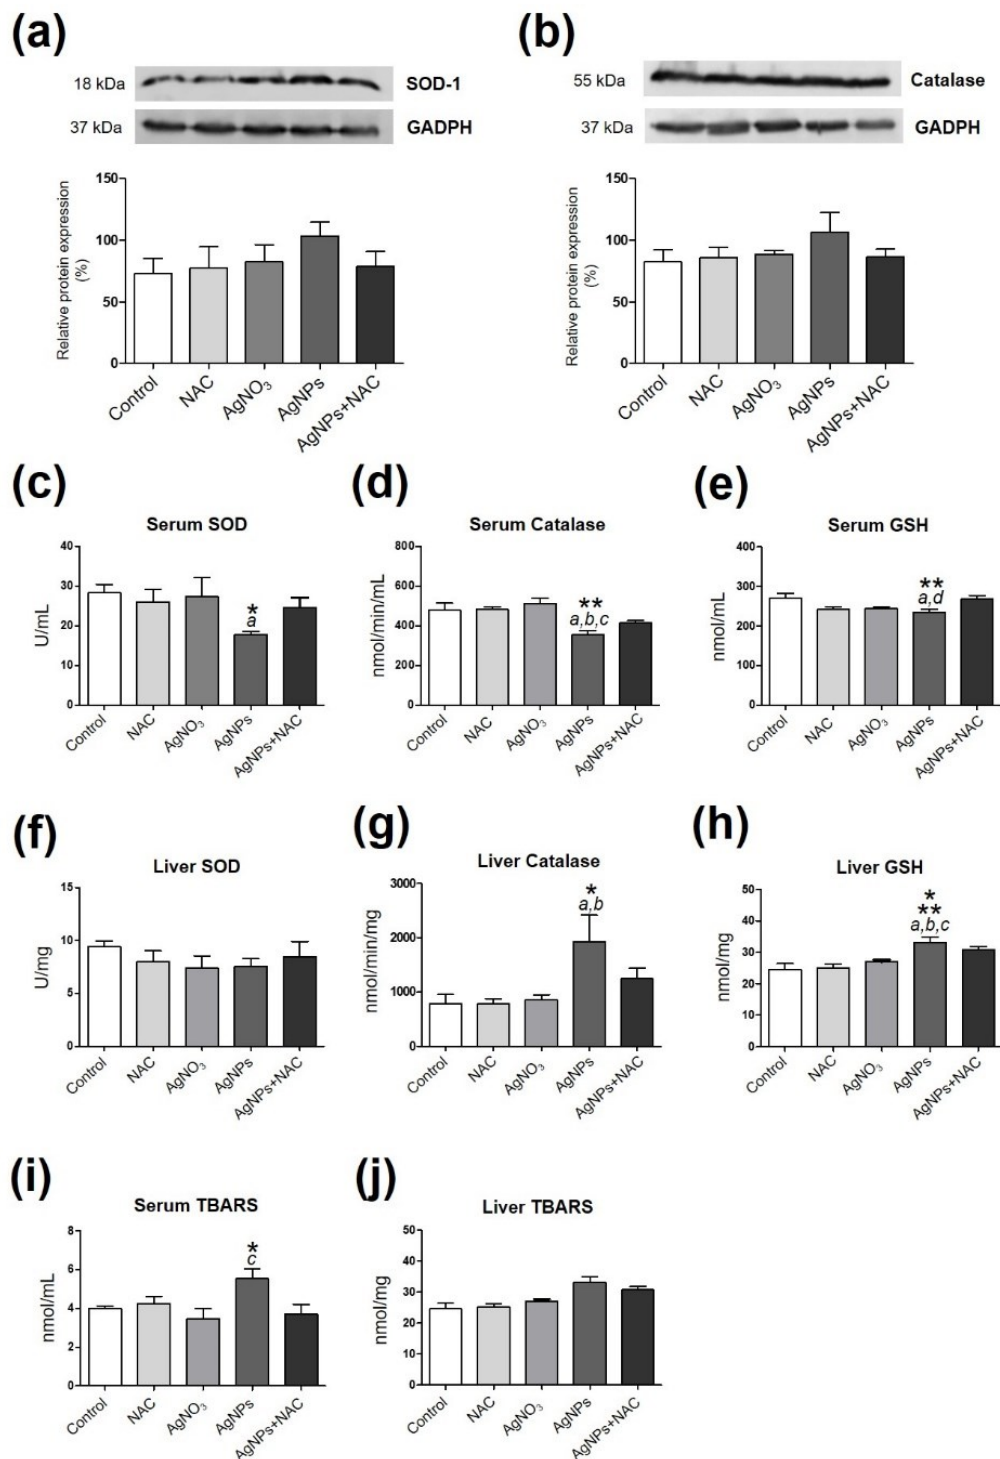 (a)
18 kDa
SOD-1
37 kDa
GADPH
Relative protein expression
(%)
150
100
50
0
Control
NAC
AgNO₃
AgNPs
AgNPs+NAC
(b)
55 kDa
Catalase
37 kDa
GADPH
Relative protein expression
(%)
150
100
50
0
Control
NAC
AgNO₃
AgNPs
AgNPs+NAC
(c)
Serum SOD
U/mL
40
30
20
10
0
*
a
Control
NAC
AgNO₃
AgNPs
AgNPs+NAC
(d)
Serum Catalase
nmol/min/mL
800
600
400
200
0
**
a,b,c
Control
NAC
AgNO₃
AgNPs
AgNPs+NAC
(e)
Serum GSH
nmol/mL
400
300
200
100
0
**
a,d
Control
NAC
AgNO₃
AgNPs
AgNPs+NAC
(f)
Liver SOD
U/mg
15
10
5
0
Control
NAC
AgNO₃
AgNPs
AgNPs+NAC
(g)
Liver Catalase
nmol/min/mg
3000
2000
1000
0
*
a,b
Control
NAC
AgNO₃
AgNPs
AgNPs+NAC
(h)
Liver GSH
nmol/mg
50
40
30
20
10
0
*
**
a,b,c
Control
NAC
AgNO₃
AgNPs
AgNPs+NAC
(i)
Serum TBARS
nmol/mL
8
6
4
2
0
*
c
Control
NAC
AgNO₃
AgNPs
AgNPs+NAC
(j)
Liver TBARS
nmol/mg
50
40
30
20
10
0
Control
NAC
AgNO₃
AgNPs
AgNPs+NAC